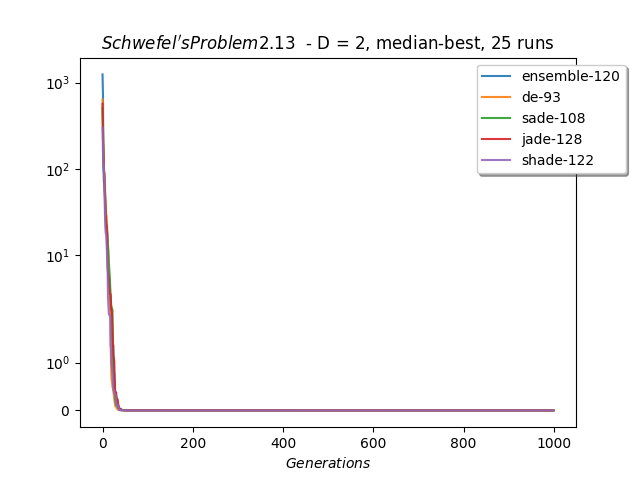 Schwefel'sProblem2.13 - D = 2, median-best, 25 runs
ensemble-120
de-93
sade-108
jade-128
shade-122
10³
10²
10¹
10⁰
0
0 200 400 600 800 1000
Generations